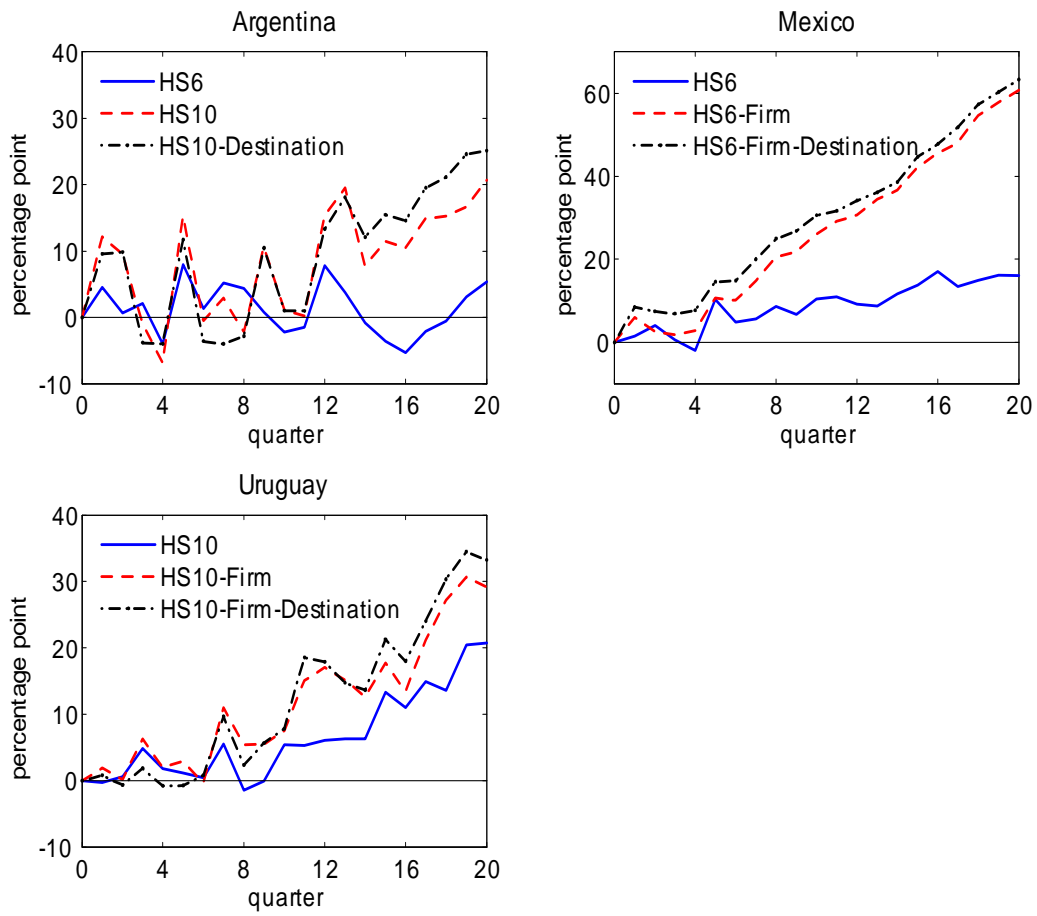 Argentina
40
30
20
10
0
-10
percentage point
HS6
HS10
HS10-Destination
0 4 8 12 16 20
quarter
Mexico
60
40
20
0
percentage point
HS6
HS6-Firm
HS6-Firm-Destination
0 4 8 12 16 20
quarter
Uruguay
40
30
20
10
0
-10
percentage point
HS10
HS10-Firm
HS10-Firm-Destination
0 4 8 12 16 20
quarter